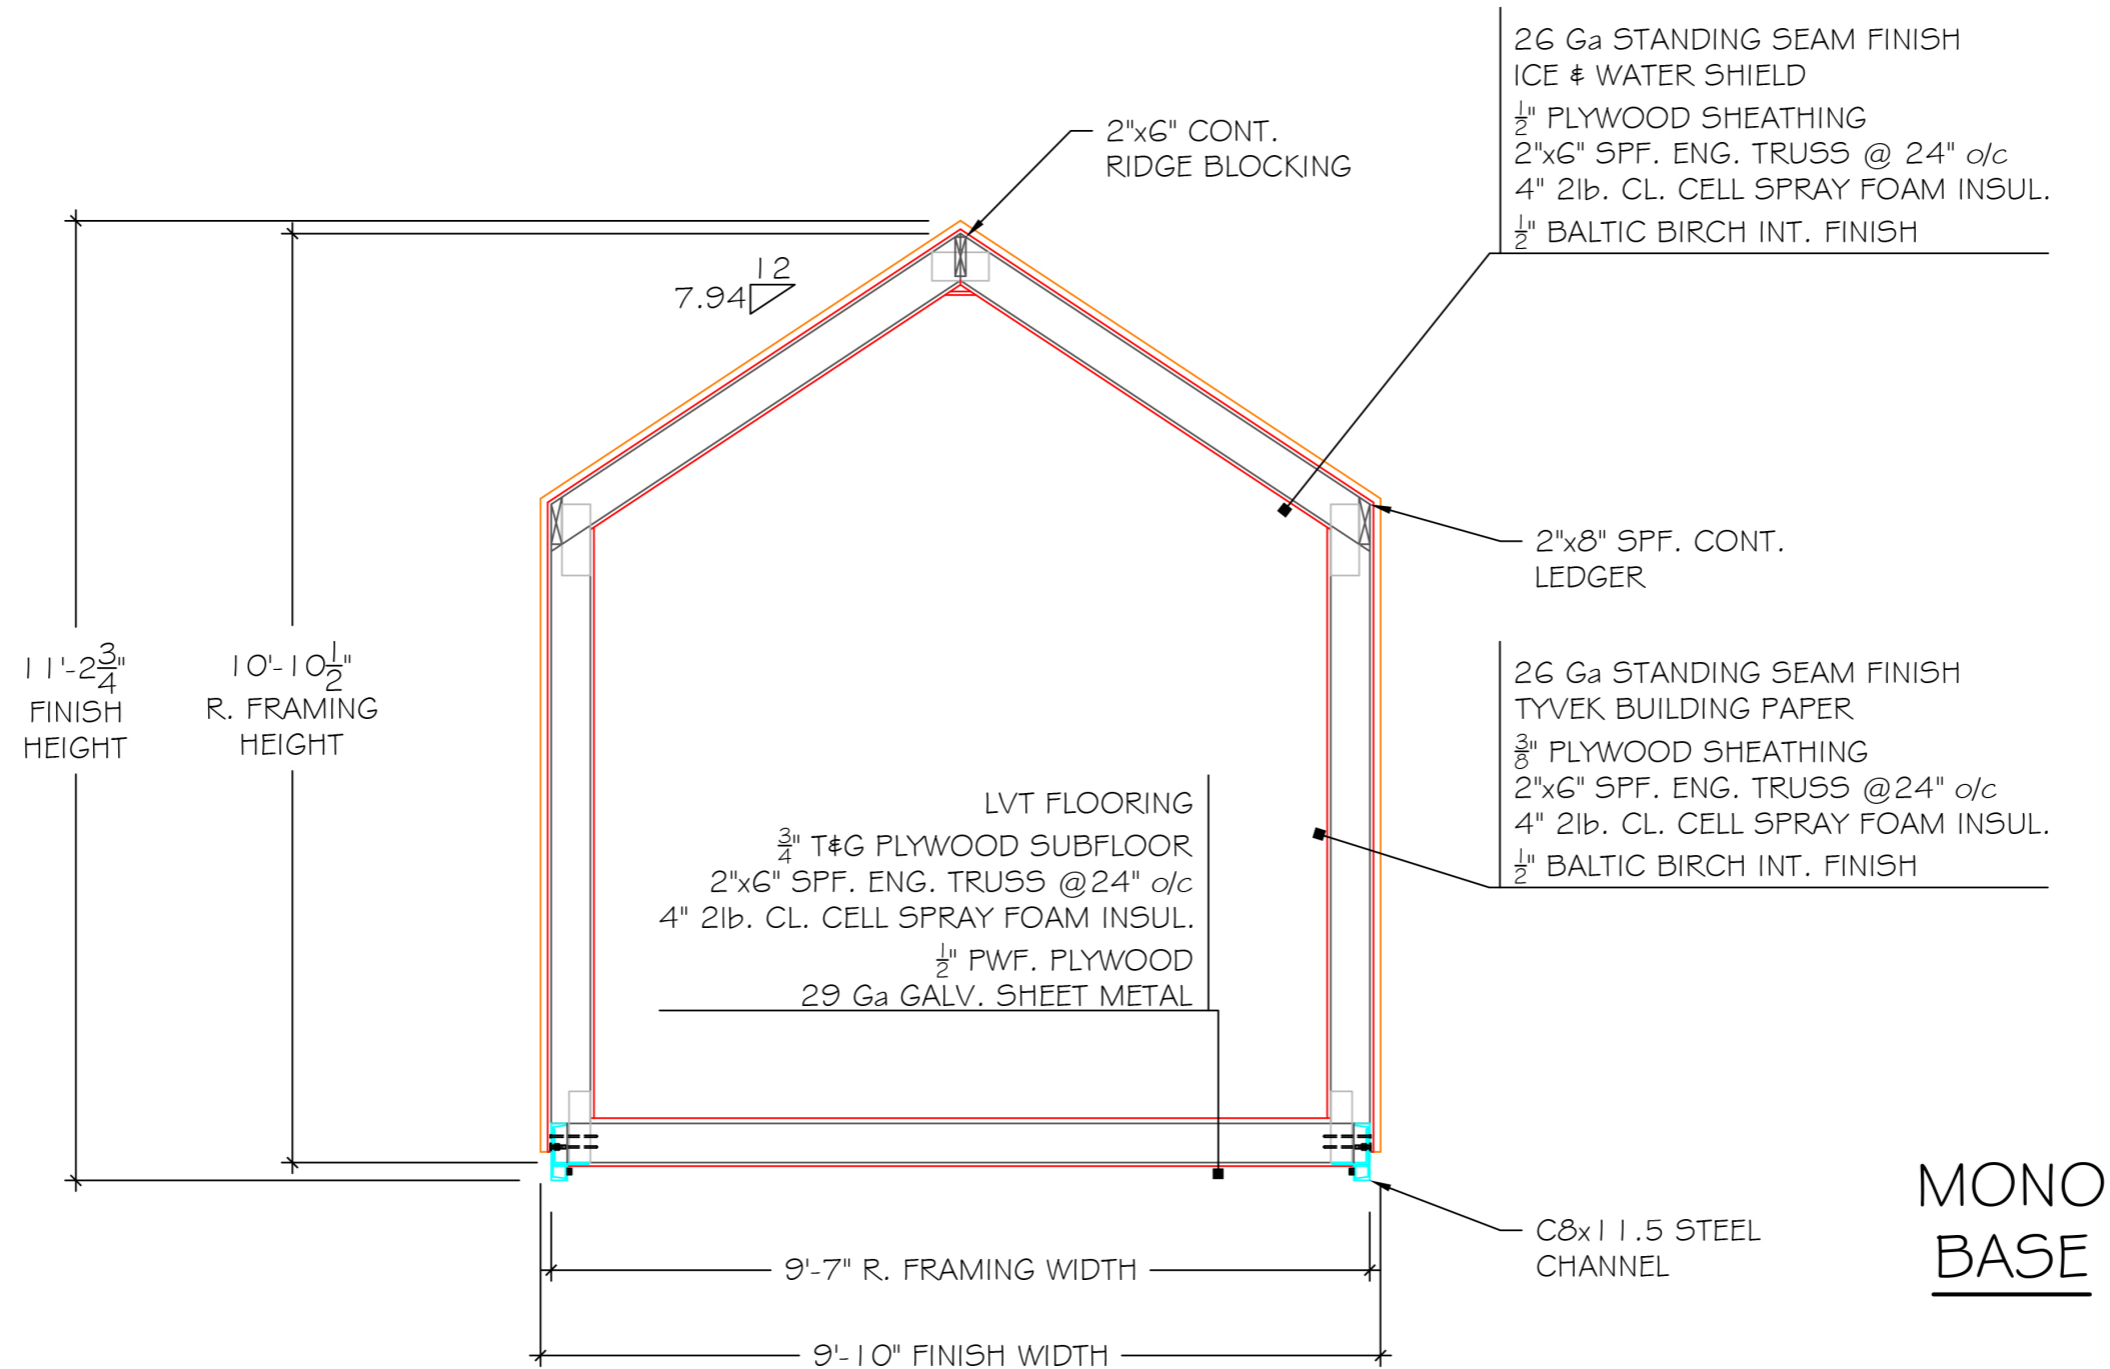 26 Ga STANDING SEAM FINISH
ICE & WATER SHIELD
1/2" PLYWOOD SHEATHING
2"x6" SPF. ENG. TRUSS @ 24" o/c
4" 2lb. CL. CELL SPRAY FOAM INSUL.
1/2" BALTIC BIRCH INT. FINISH
2"x6" CONT.
RIDGE BLOCKING
12
7.94
2"x8" SPF. CONT.
LEDGER
11'-2 3/4"
FINISH
HEIGHT
10'-10 1/2"
R. FRAMING
HEIGHT
26 Ga STANDING SEAM FINISH
TYVEK BUILDING PAPER
3/8" PLYWOOD SHEATHING
2"x6" SPF. ENG. TRUSS @24" o/c
4" 2lb. CL. CELL SPRAY FOAM INSUL.
1/2" BALTIC BIRCH INT. FINISH
LVT FLOORING
3/4" T&G PLYWOOD SUBFLOOR
2"x6" SPF. ENG. TRUSS @24" o/c
4" 2lb. CL. CELL SPRAY FOAM INSUL.
1/2" PWF. PLYWOOD
29 Ga GALV. SHEET METAL
C8x11.5 STEEL
CHANNEL
9'-7" R. FRAMING WIDTH
9'-10" FINISH WIDTH
MONO
BASE